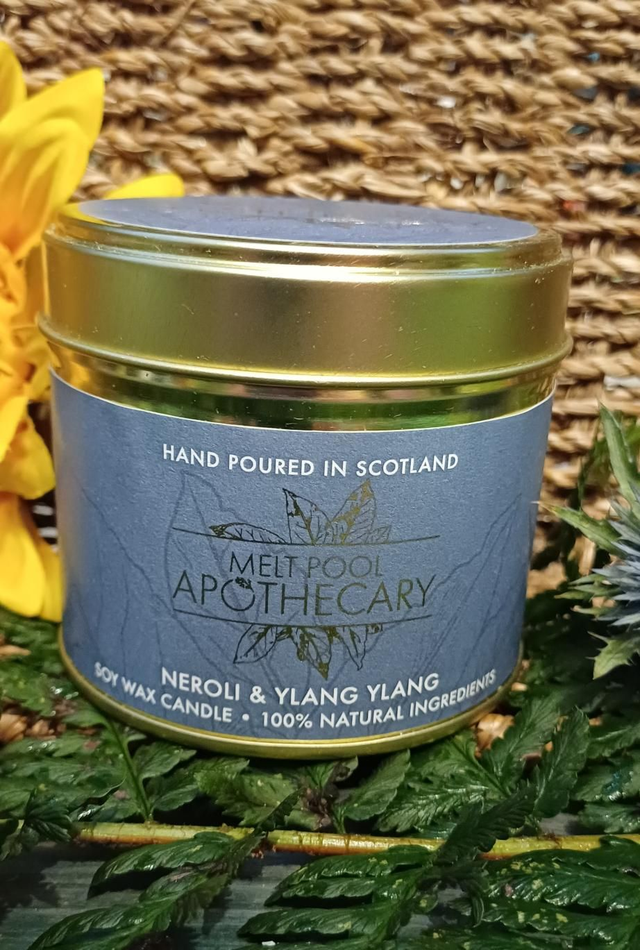 HAND POURED IN SCOTLAND
MELT POOL
APOTHECARY
NEROLI & YLANG YLANG
SOY WAX CANDLE • 100% NATURAL INGREDIENTS